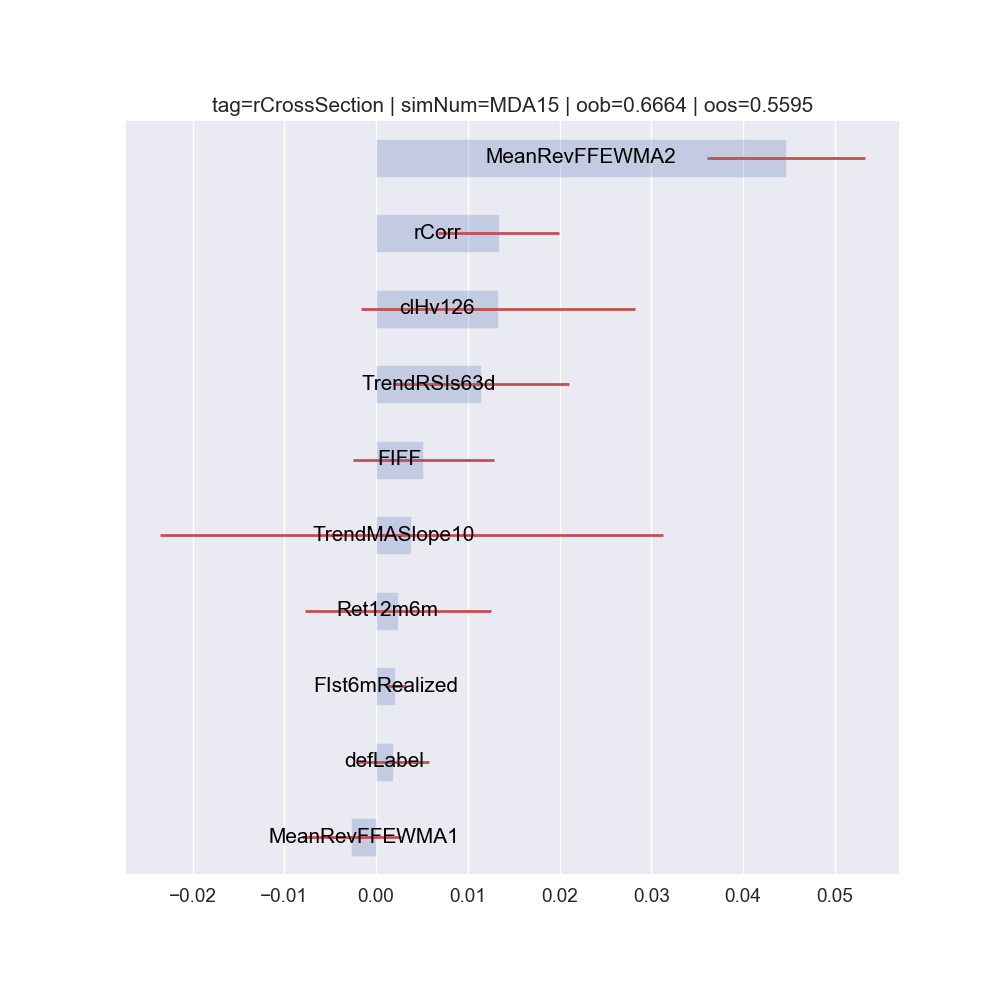 tag=rCrossSection | simNum=MDA15 | oob=0.6664 | oos=0.5595
MeanRevFFEWMA2
rCorr
clHv126
TrendRSIs63d
FIFF
TrendMASlope10
Ret12m6m
FIst6mRealized
defLabel
MeanRevFFEWMA1
−0.02 −0.01 0.00 0.01 0.02 0.03 0.04 0.05